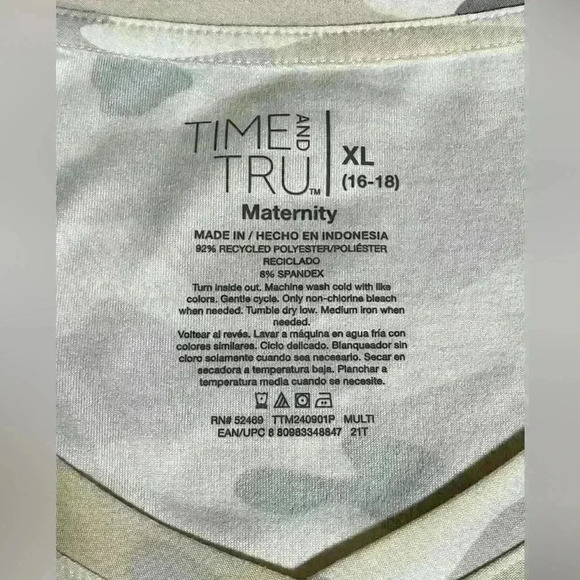 TIME AND
TRU™
XL
(16-18)
Maternity
MADE IN / HECHO EN INDONESIA
92% RECYCLED POLYESTER/POLIÉSTER
RECICLADO
8% SPANDEX
Turn inside out. Machine wash cold with like
colors. Gentle cycle. Only non-chlorine bleach
when needed. Tumble dry low. Medium iron when
needed.
Voltear al revés. Lavar a máquina en agua fría con
colores similares. Ciclo delicado. Blanqueador sin
cloro solamente cuando sea necesario. Secar en
secadora a temperatura baja. Planchar a
temperatura media cuando se necesite.
RN# 52469 TTM240901P MULTI
EAN/UPC 8 80983348847 21T